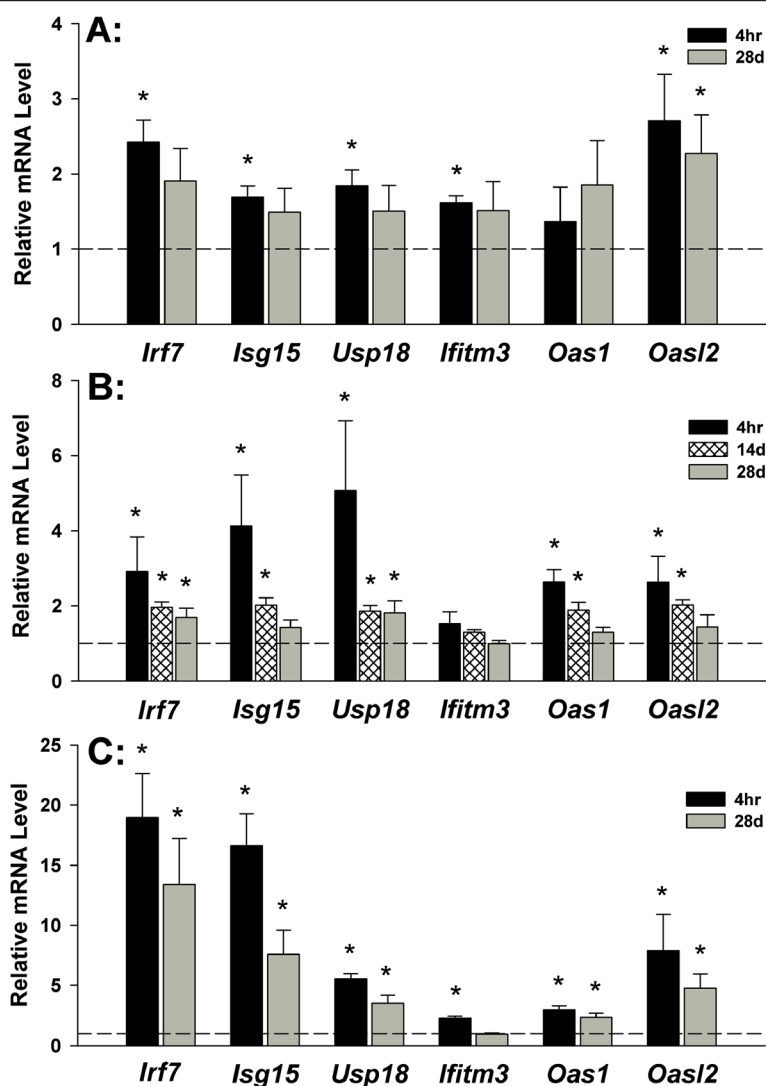 A:
4hr
28d
Relative mRNA Level
4
3
2
1
0
* * * * * *
Irf7 Isg15 Usp18 Ifitm3 Oas1 Oasl2
B:
4hr
14d
28d
Relative mRNA Level
8
6
4
2
0
* * * * * * * * * * * *
Irf7 Isg15 Usp18 Ifitm3 Oas1 Oasl2
C:
4hr
28d
Relative mRNA Level
25
20
15
10
5
0
* * * * * * * * * * *
Irf7 Isg15 Usp18 Ifitm3 Oas1 Oasl2